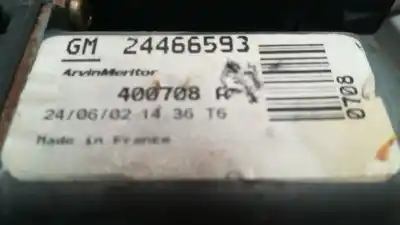 GM 24466593
ArvinMeritor
400708 A
24/06/02 14 36 T6
Made in France
0708